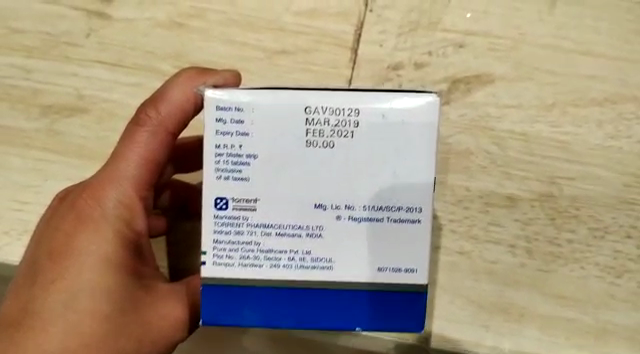 Batch No. : GAV90129
Mfg. Date : MAR.2019
Expiry Date : FEB.2021
M.R.P. ₹ 90.00
per blister strip
of 15 tablets
(Inclusive
of all taxes)
torrent
PHARMACEUTICALS
Mfg. Lic. No. : 51/UA/SC/P-2013
® - Registered Trademark
Marketed by :
TORRENT PHARMACEUTICALS LTD.
Indrad-382 721, Dist. Mehsana, INDIA.
Manufactured by :
Pure and Cure Healthcare Pvt. Ltd.
Plot No. 26A-30, Sector - 8A, IIE, SIDCUL,
Ranipur, Haridwar - 249 403 (Uttarakhand)